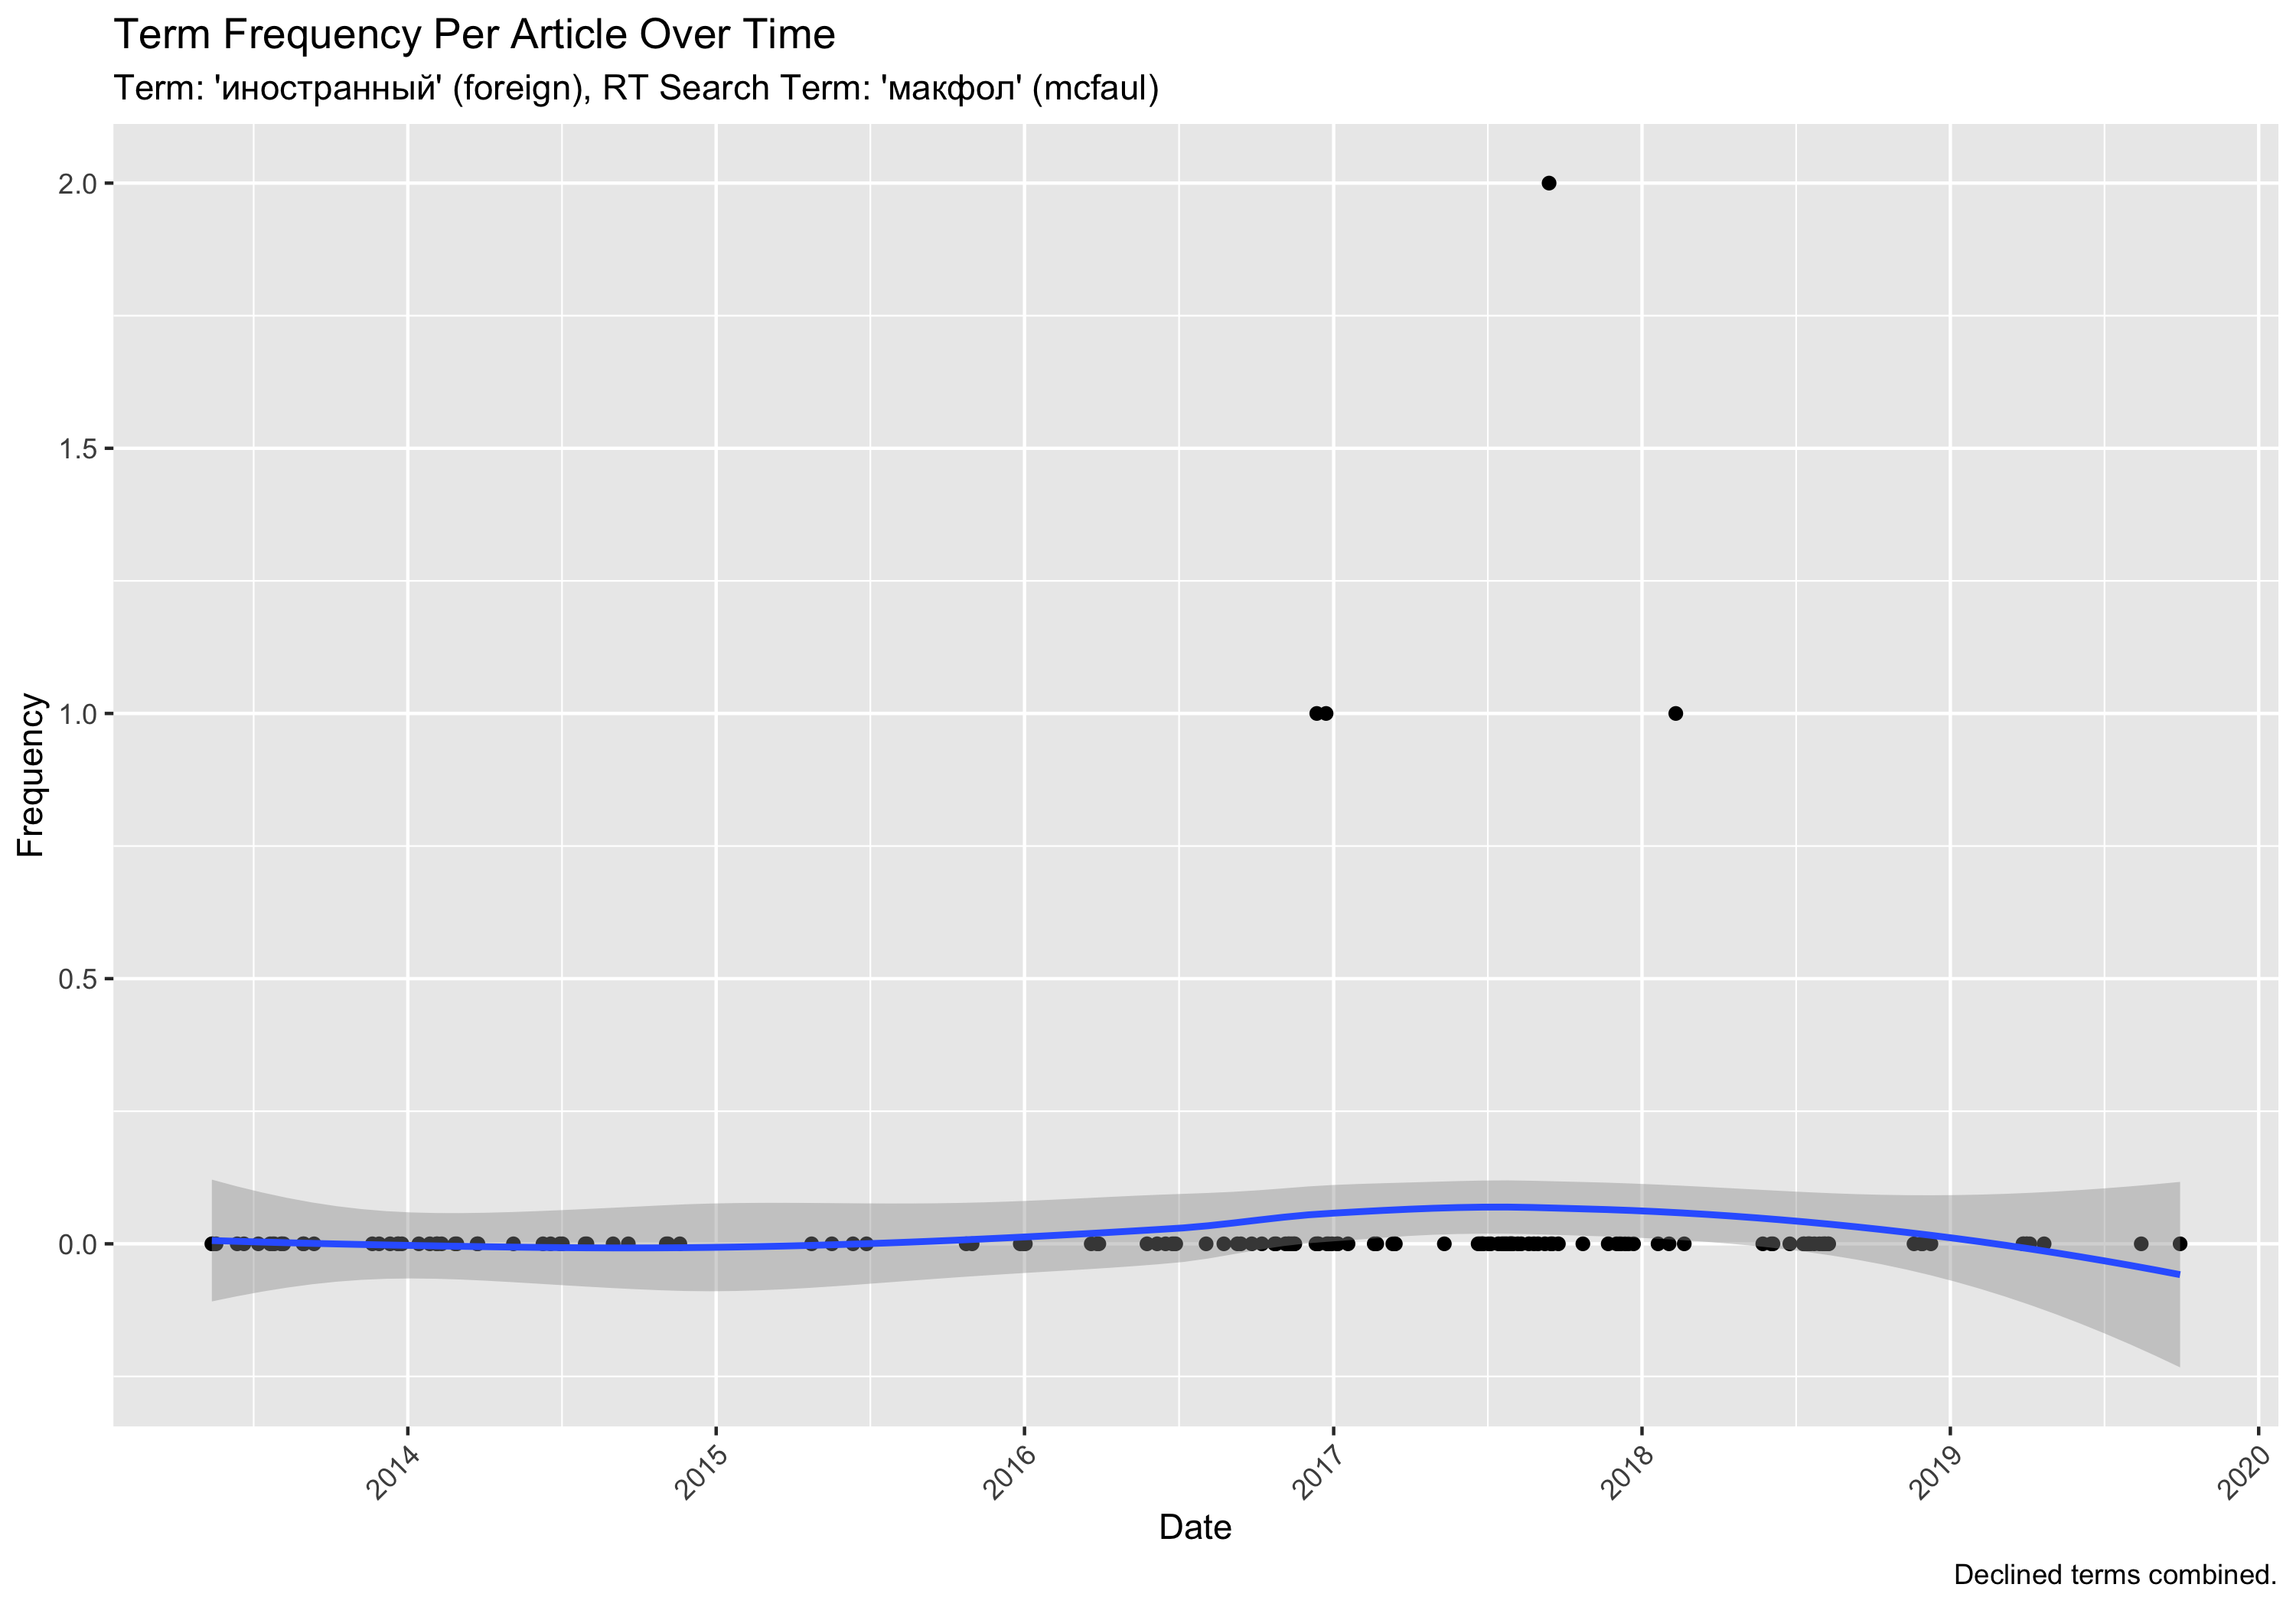 Term Frequency Per Article Over Time
Term: 'иностранный' (foreign), RT Search Term: 'макфол' (mcfaul)
2.0
1.5
1.0
0.5
0.0
Frequency
2014
2015
2016
2017
2018
2019
2020
Date
Declined terms combined.